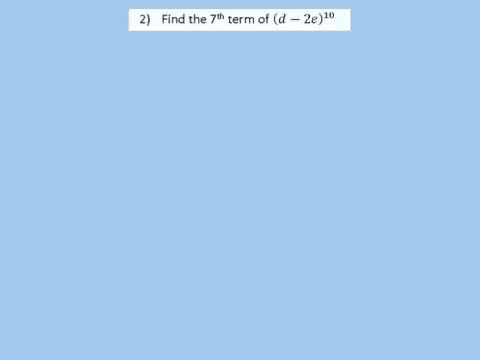 2) Find the 7ᵗʰ term of (d − 2e)¹⁰